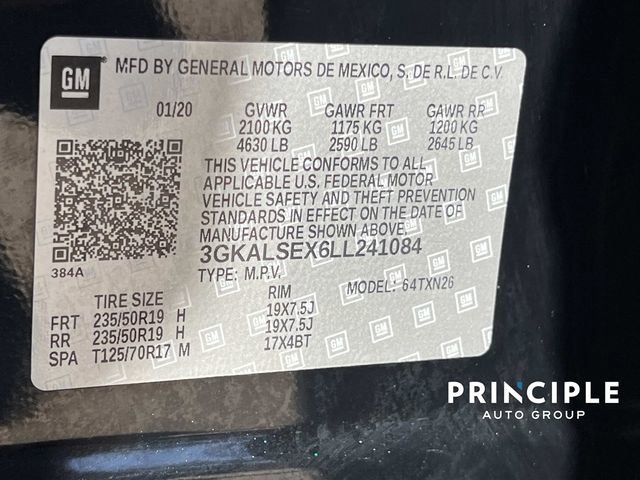 GM MFD BY GENERAL MOTORS DE MEXICO, S. DE R.L. DE C.V.
01/20 GVWR GAWR FRT GAWR RR
2100 KG 1175 KG 1200 KG
4630 LB 2590 LB 2645 LB
THIS VEHICLE CONFORMS TO ALL
APPLICABLE U.S. FEDERAL MOTOR
VEHICLE SAFETY AND THEFT PREVENTION
STANDARDS IN EFFECT ON THE DATE OF
MANUFACTURE SHOWN ABOVE.
3GKALSEX6LL241084
384A TYPE: M.P.V. MODEL: 64TXN26
TIRE SIZE RIM
FRT 235/50R19 H 19X7.5J
RR 235/50R19 H 19X7.5J
SPA T125/70R17 M 17X4BT
PRINCIPLE
AUTO GROUP